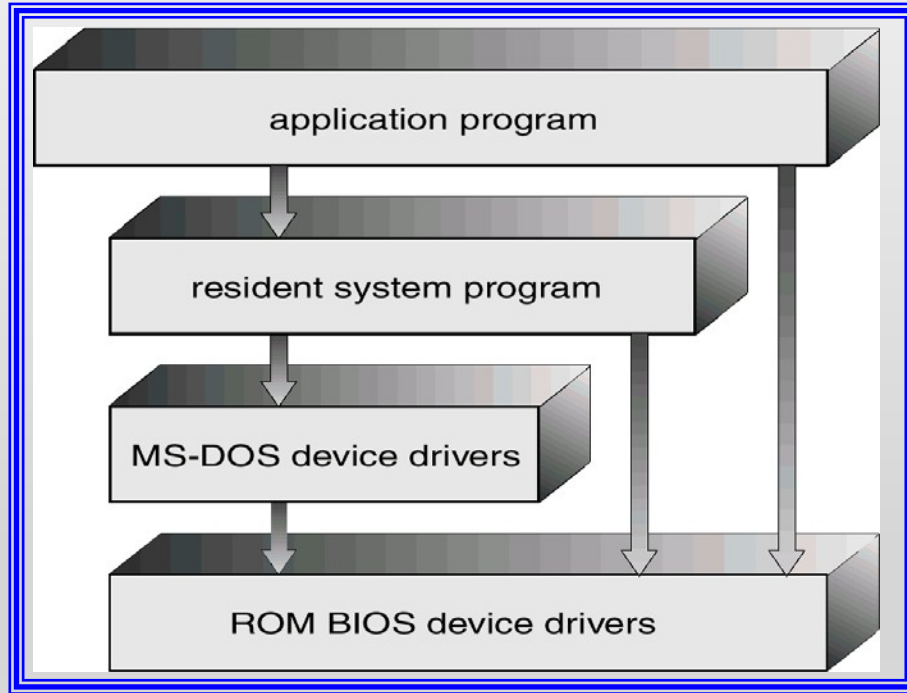 application program
resident system program
MS-DOS device drivers
ROM BIOS device drivers